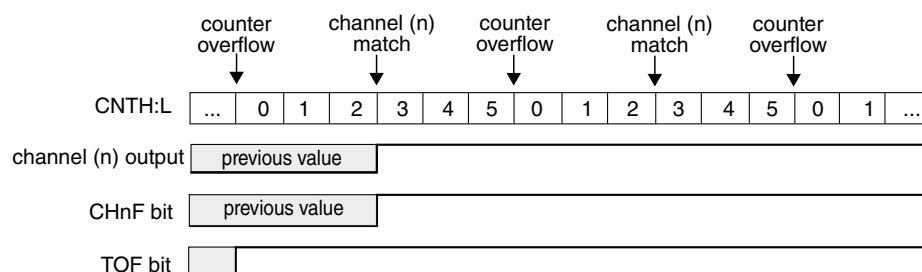 counter overflow
channel (n) match
counter overflow
channel (n) match
counter overflow
CNTH:L ... 0 1 2 3 4 5 0 1 2 3 4 5 0 1 ...
channel (n) output previous value
CHnF bit previous value
TOF bit